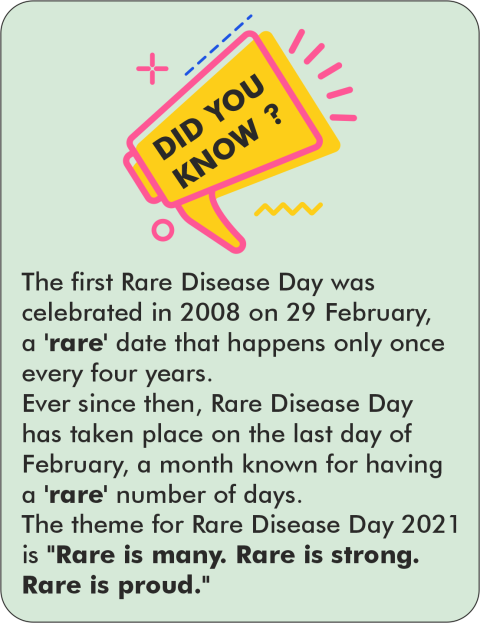 DID YOU
KNOW ?
The first Rare Disease Day was
celebrated in 2008 on 29 February,
a 'rare' date that happens only once
every four years.
Ever since then, Rare Disease Day
has taken place on the last day of
February, a month known for having
a 'rare' number of days.
The theme for Rare Disease Day 2021
is "Rare is many. Rare is strong.
Rare is proud."